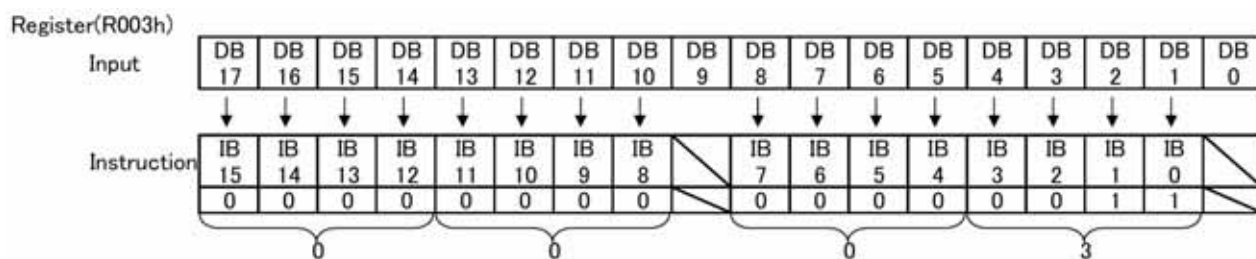 Register(R003h)
Input
DB DB DB DB DB DB DB DB DB DB DB DB DB DB DB DB DB DB
17 16 15 14 13 12 11 10 9 8 7 6 5 4 3 2 1 0
Instruction
IB IB IB IB IB IB IB IB IB IB IB IB IB IB IB IB
15 14 13 12 11 10 9 8 7 6 5 4 3 2 1 0
0 0 0 0 0 0 0 0 0 0 0 0 0 0 1 1
0 0 0 3